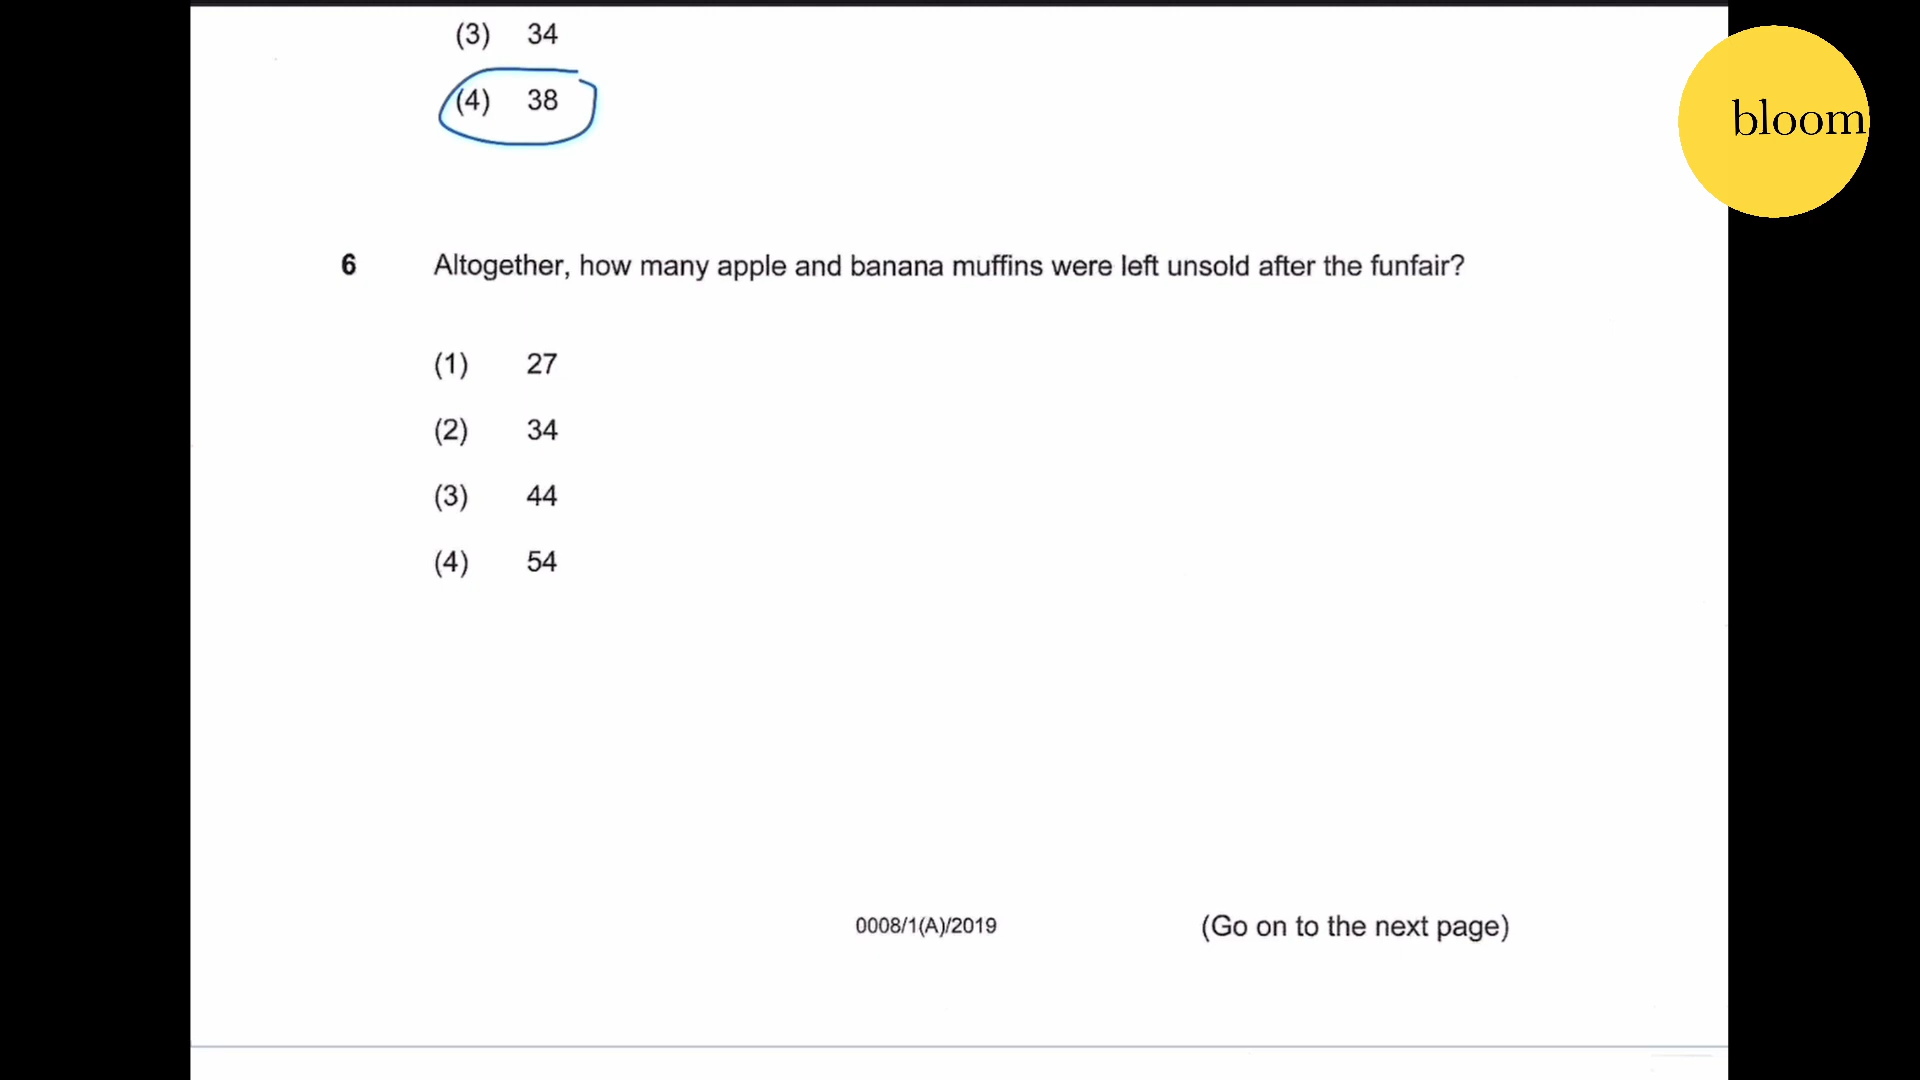 (3) 34
(4) 38
bloom
6 Altogether, how many apple and banana muffins were left unsold after the funfair?
(1) 27
(2) 34
(3) 44
(4) 54
0008/1(A)/2019 (Go on to the next page)